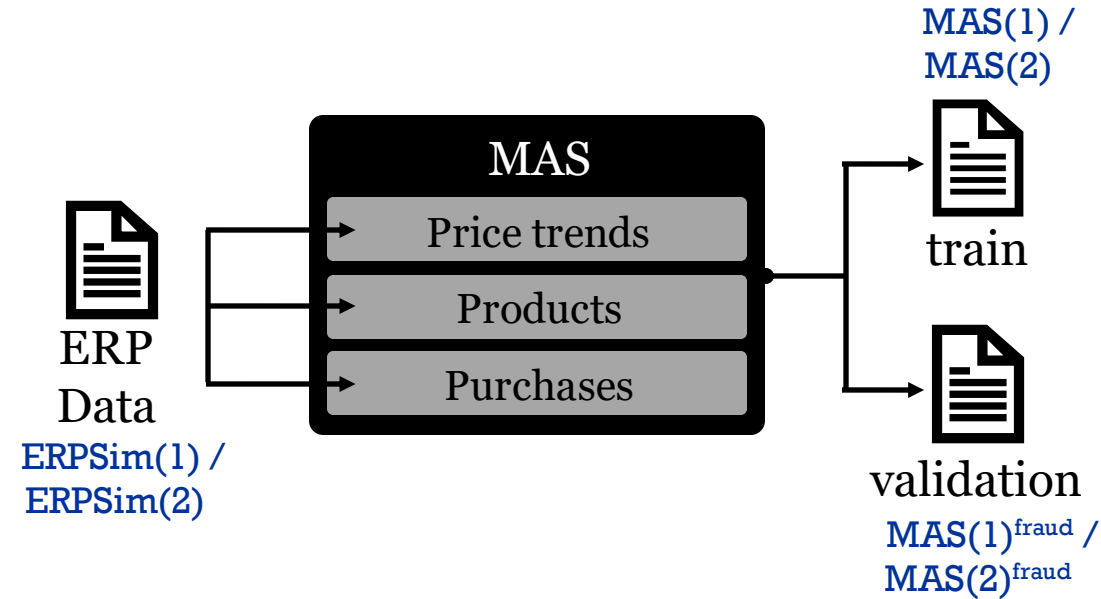 ERP
Data
ERPSim(1) /
ERPSim(2)
MAS
Price trends
Products
Purchases
MAS(1) /
MAS(2)
train
validation
MAS(1)^fraud /
MAS(2)^fraud